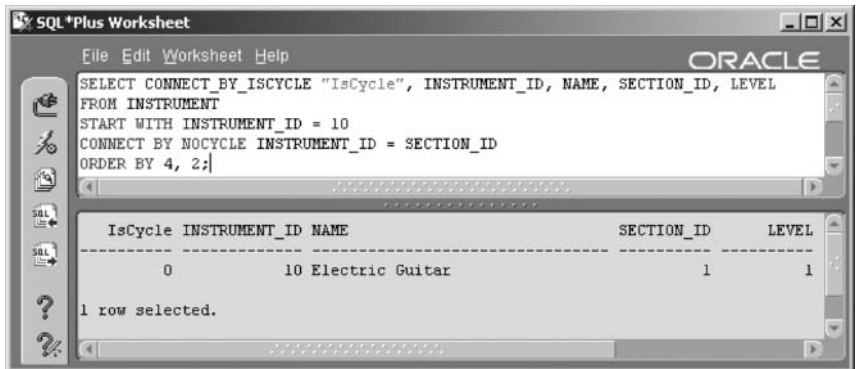 SQL*Plus Worksheet
File Edit Worksheet Help
ORACLE
SELECT CONNECT_BY_ISCYCLE "IsCycle", INSTRUMENT_ID, NAME, SECTION_ID, LEVEL
FROM INSTRUMENT
START WITH INSTRUMENT_ID = 10
CONNECT BY NOCYCLE INSTRUMENT_ID = SECTION_ID
ORDER BY 4, 2;
SQL
SQL
IsCycle INSTRUMENT_ID NAME SECTION_ID LEVEL
---------- ------------- -------------------------------- ---------- ----------
0 10 Electric Guitar 1 1
1 row selected.